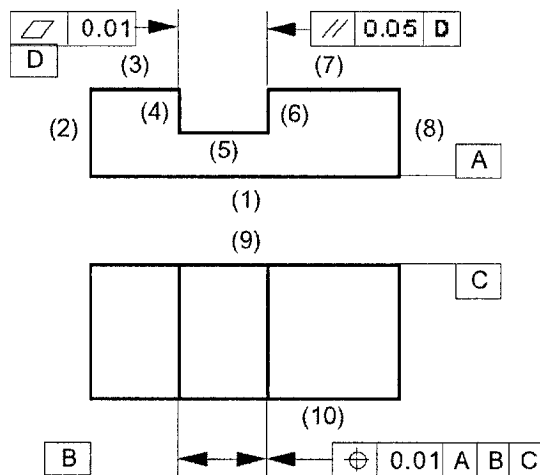 ⏥ 0.01
// 0.05 D
D
(3)
(7)
(4)
(6)
(2)
(8)
(5)
A
(1)
(9)
C
(10)
B
⌖ 0.01 A B C